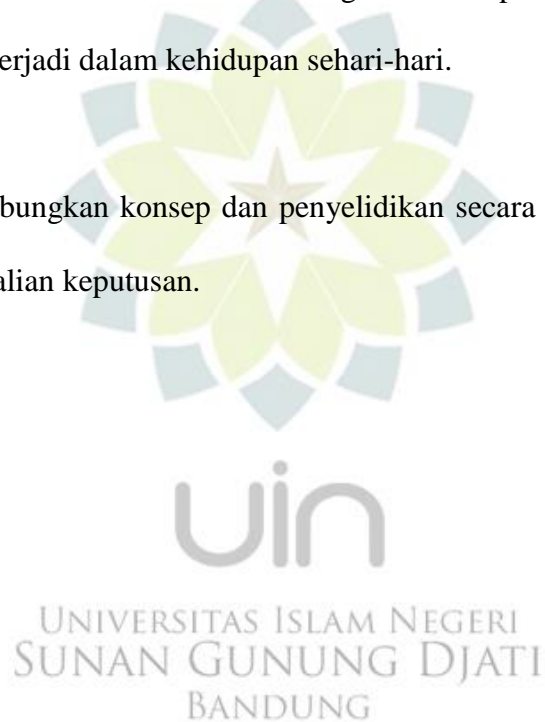 erjadi dalam kehidupan sehari-hari.
bungkan konsep dan penyelidikan secara
alian keputusan.
uin
UNIVERSITAS ISLAM NEGERI
SUNAN GUNUNG DJATI
BANDUNG